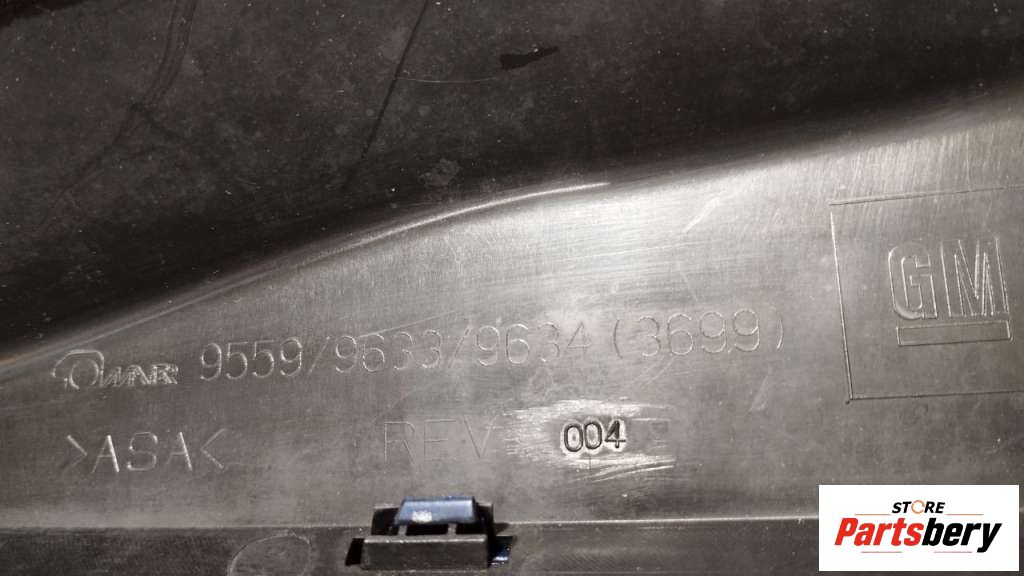 GM
9559/9633/9634 (3699)
>ASA< REV 004
STORE
Partsbery